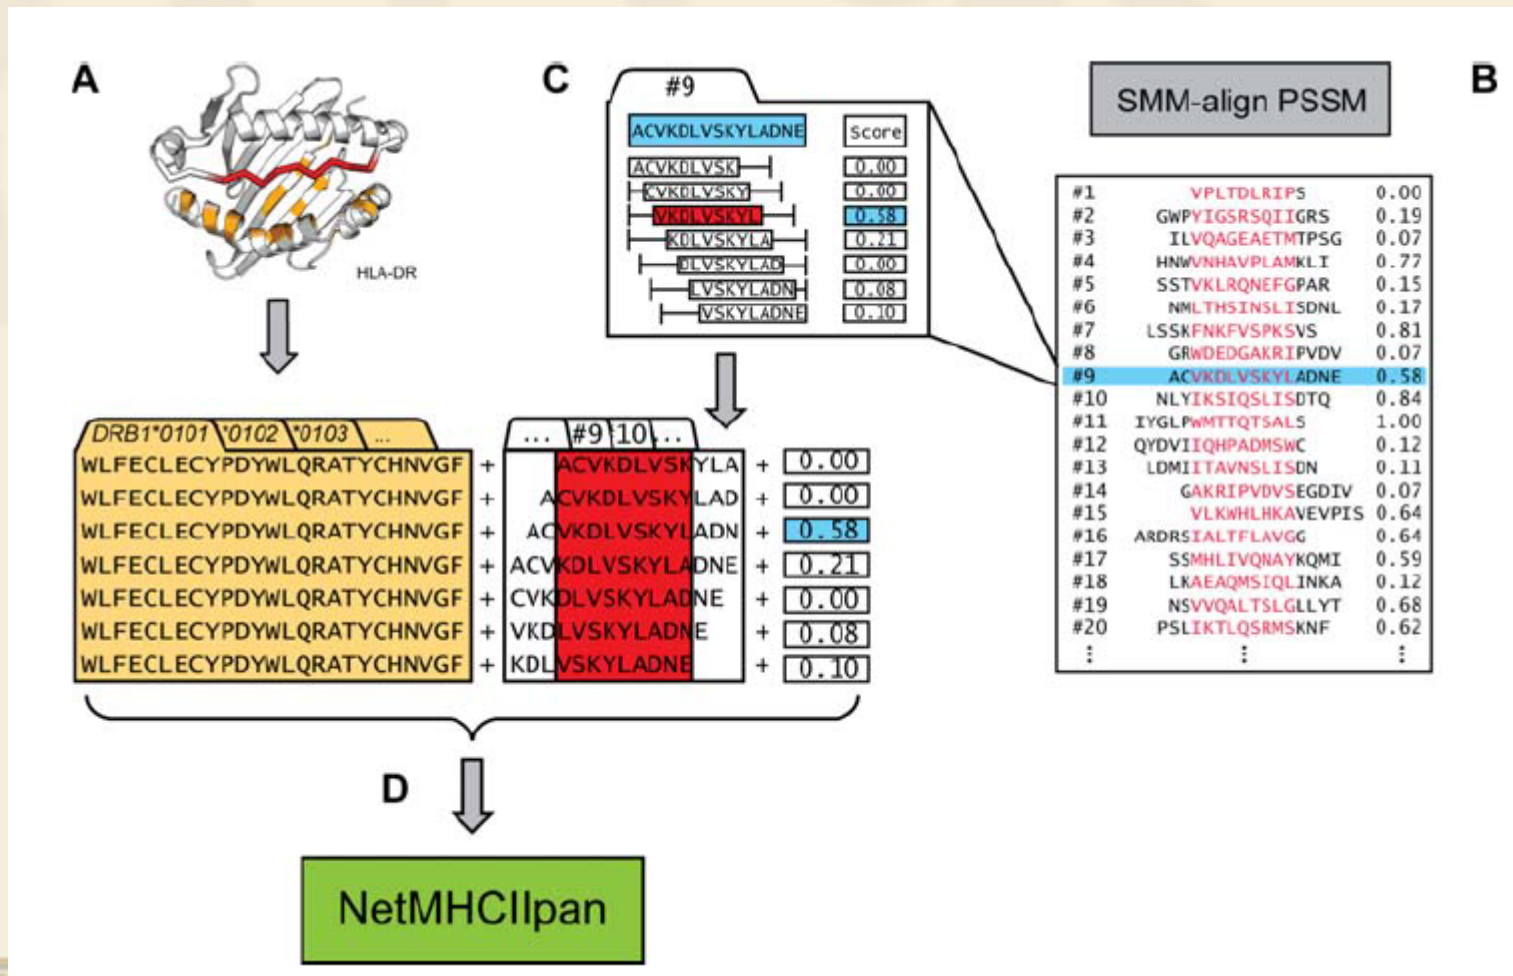 A
HLA-DR
C
#9
ACVKDLVSKYLADNE Score
ACVKDLVSK 0.00
CVKDLVSKY 0.00
VKDLVSKYL 0.58
KDLVSKYLA 0.21
DLVSKYLAD 0.00
LVSKYLADN 0.08
VSKYLADNE 0.10
SMM-align PSSM
B
#1 VPLTDLRIPS 0.00
#2 GWPYIGSRSQIIGRS 0.19
#3 ILVQAGEAETMTPSG 0.07
#4 HNWVNHAVPLAMKLI 0.77
#5 SSTVKLRQNEFGPAR 0.15
#6 NMLTHSINSLISDNL 0.17
#7 LSSKFNKFVSPKSVS 0.81
#8 GRWDEDGAKRIPVDV 0.07
#9 ACVKDLVSKYLADNE 0.58
#10 NLYIKSIQSLISDTQ 0.84
#11 IYGLPWMTTQTSALS 1.00
#12 QYDVIIQHPADMSWC 0.12
#13 LDMIITAVNSLISDN 0.11
#14 GAKRIPVDVSEGDIV 0.07
#15 VLKWHLHKAVEVPIS 0.64
#16 ARDRSIALTFLAVGG 0.64
#17 SSMHLIVQNAYKQMI 0.59
#18 LKAEAQMSIQLINKA 0.12
#19 NSVVQALTSLGLLYT 0.68
#20 PSLIKTLQSRMSKNF 0.62
⋮ ⋮ ⋮
DRB1*0101 *0102 *0103 ...
... #9 10 ...
WLFECLECYPDYWLQRATYCHNVGF + ACVKDLVSKYLA + 0.00
WLFECLECYPDYWLQRATYCHNVGF + ACVKDLVSKYLAD + 0.00
WLFECLECYPDYWLQRATYCHNVGF + ACVKDLVSKYLADN + 0.58
WLFECLECYPDYWLQRATYCHNVGF + ACVKDLVSKYLADNE + 0.21
WLFECLECYPDYWLQRATYCHNVGF + CVKDLVSKYLADNE + 0.00
WLFECLECYPDYWLQRATYCHNVGF + VKDLVSKYLADNE + 0.08
WLFECLECYPDYWLQRATYCHNVGF + KDLVSKYLADNE + 0.10
D
NetMHCIIpan